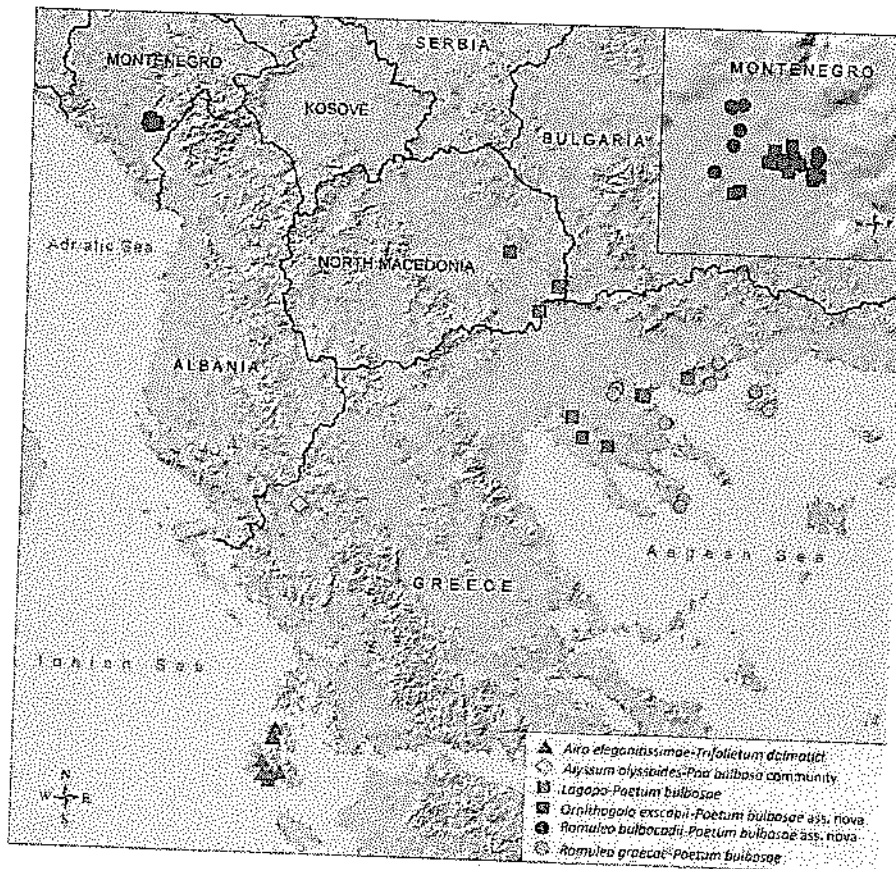 SERBIA
MONTENEGRO
MONTENEGRO
KOSOVE
BULGARIA
Adriatic Sea
NORTH MACEDONIA
ALBANIA
Aegean Sea
GREECE
Ionian Sea
N
W E
S
Airo elegantissimae-Trifolietum dalmatici
Alyssum alyssoides-Poa bulbosa community
Lagopo-Poetum bulbosae
Ornithogalo exscapii-Poetum bulbosae ass. nova
Romuleo bulbocodii-Poetum bulbosae ass. nova
Romuleo graecae-Poetum bulbosae